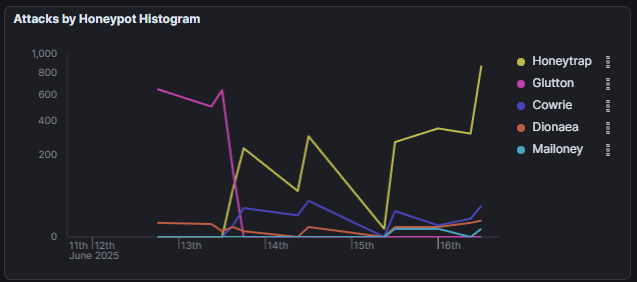 Attacks by Honeypot Histogram
1,000
800
600
400
200
0
11th 12th 13th 14th 15th 16th
June 2025
Honeytrap
Glutton
Cowrie
Dionaea
Mailoney